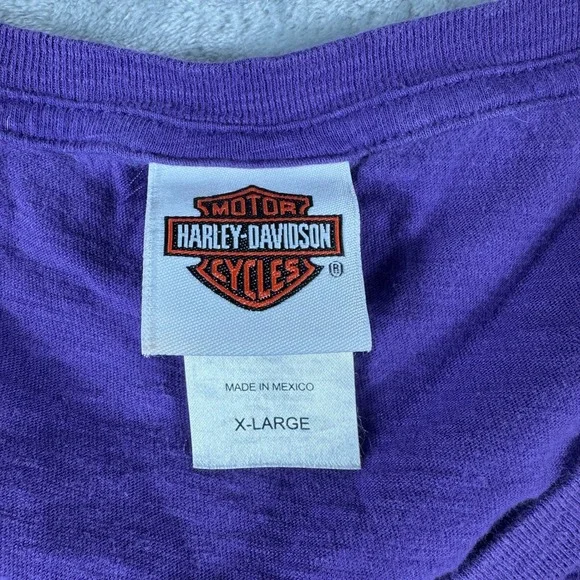 MOTOR
HARLEY-DAVIDSON
CYCLES
®
MADE IN MEXICO
X-LARGE